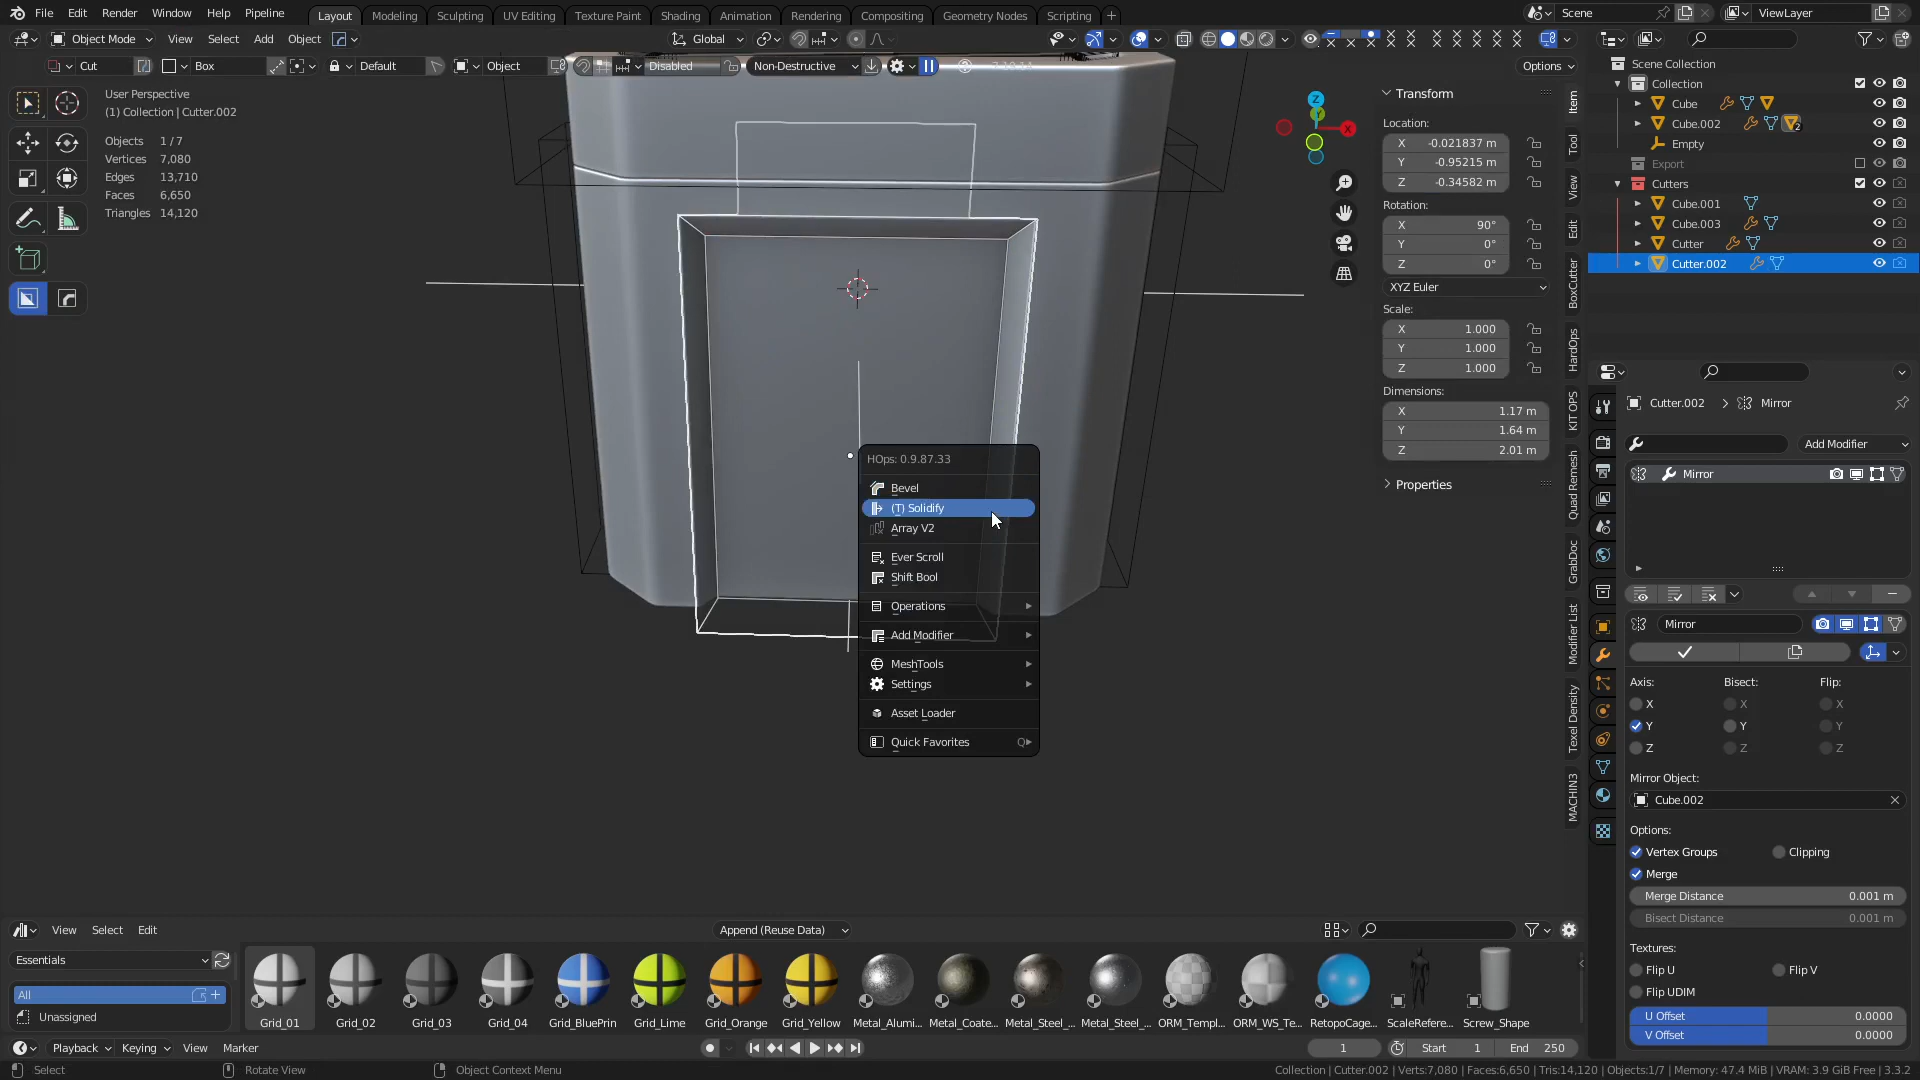 File Edit Render Window Help Pipeline
Layout Modeling Sculpting UV Editing Texture Paint Shading Animation Rendering Compositing Geometry Nodes Scripting +
Scene
ViewLayer
Object Mode View Select Add Object
Global
Cut Box Default Object Disabled Non-Destructive
Options
User Perspective
(1) Collection | Cutter.002
Objects 1 / 7
Vertices 7,080
Edges 13,710
Faces 6,650
Triangles 14,120
Z
Y
X
HOps: 0.9.87.33
Bevel
(T) Solidify
Array V2
Ever Scroll
Shift Bool
Operations
Add Modifier
MeshTools
Settings
Asset Loader
Quick Favorites Q
Transform
Location:
X -0.021837 m
Y -0.95215 m
Z -0.34582 m
Rotation:
X 90°
Y 0°
Z 0°
XYZ Euler
Scale:
X 1.000
Y 1.000
Z 1.000
Dimensions:
X 1.17 m
Y 1.64 m
Z 2.01 m
Properties
Item
Tool
View
Edit
BoxCutter
HardOps
KIT OPS
Quad Remesh
GrabDoc
Modifier List
Texel Density
MACHIN3
Scene Collection
Collection
Cube
Cube.002 2
Empty
Export
Cutters
Cube.001
Cube.003
Cutter
Cutter.002
Cutter.002 > Mirror
Add Modifier
Mirror
Mirror
Axis: Bisect: Flip:
X X X
Y Y Y
Z Z Z
Mirror Object:
Cube.002
Options:
Vertex Groups Clipping
Merge
Merge Distance 0.001 m
Bisect Distance 0.001 m
Textures:
Flip U Flip V
Flip UDIM
U Offset 0.0000
V Offset 0.0000
View Select Edit
Append (Reuse Data)
Essentials
All
Unassigned
Grid_01 Grid_02 Grid_03 Grid_04 Grid_BluePrin Grid_Lime Grid_Orange Grid_Yellow Metal_Alumi... Metal_Coate... Metal_Steel_... Metal_Steel_... ORM_Templ... ORM_WS_Te... RetopoCage... ScaleRefere... Screw_Shape
Playback Keying View Marker
1 Start 1 End 250
Select Rotate View Object Context Menu
Collection | Cutter.002 | Verts:7,080 | Faces:6,650 | Tris:14,120 | Objects:1/7 | Memory: 47.4 MiB | VRAM: 3.9 GiB Free | 3.3.2